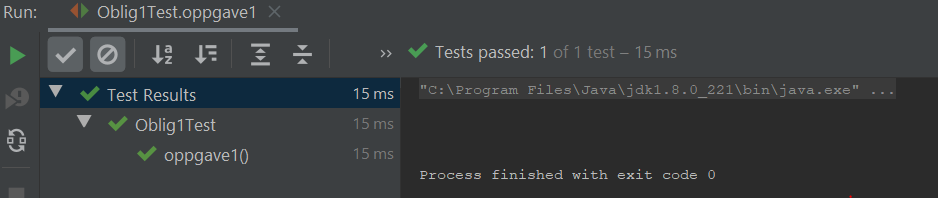 Run: Oblig1Test.oppgave1
Tests passed: 1 of 1 test – 15 ms
Test Results 15 ms
Oblig1Test 15 ms
oppgave1() 15 ms
"C:\Program Files\Java\jdk1.8.0_221\bin\java.exe" ...
Process finished with exit code 0